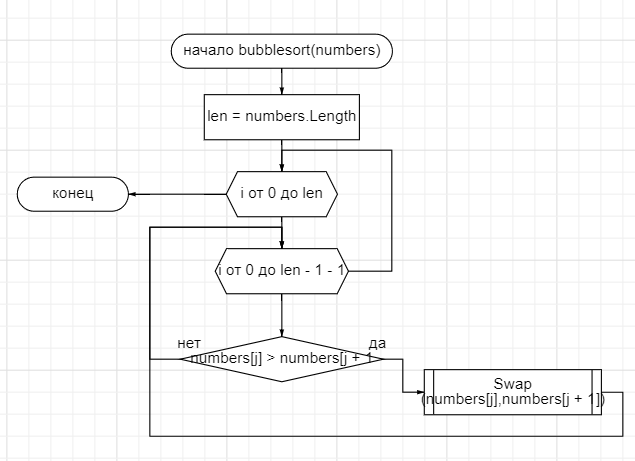 начало bubblesort(numbers)
len = numbers.Length
i от 0 до len
конец
i от 0 до len - 1 - 1
нет
да
numbers[j] > numbers[j + 1
Swap
(numbers[j],numbers[j + 1])